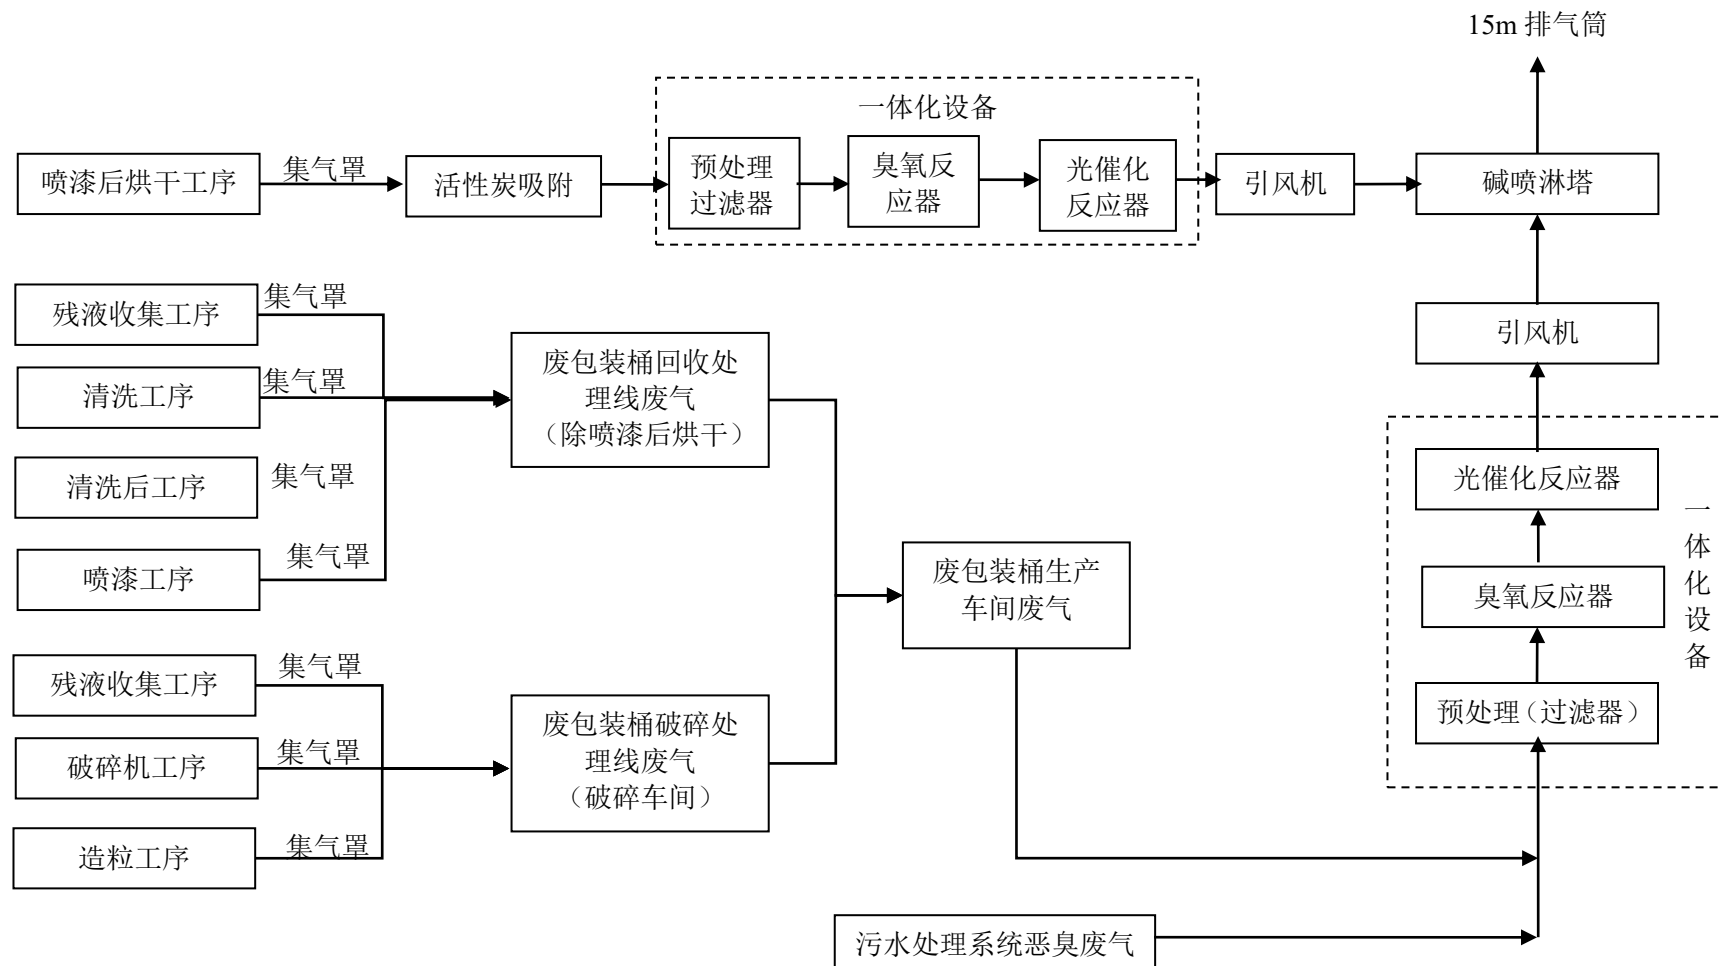 15m 排气筒
一体化设备
喷漆后烘干工序
集气罩
活性炭吸附
预处理
过滤器
臭氧反
应器
光催化
反应器
引风机
碱喷淋塔
残液收集工序
集气罩
清洗工序
集气罩
清洗后工序
集气罩
喷漆工序
集气罩
废包装桶回收处
理线废气
（除喷漆后烘干）
引风机
光催化反应器
臭氧反应器
预处理（过滤器）
一
体
化
设
备
废包装桶生产
车间废气
残液收集工序
集气罩
破碎机工序
集气罩
造粒工序
集气罩
废包装桶破碎处
理线废气
（破碎车间）
污水处理系统恶臭废气